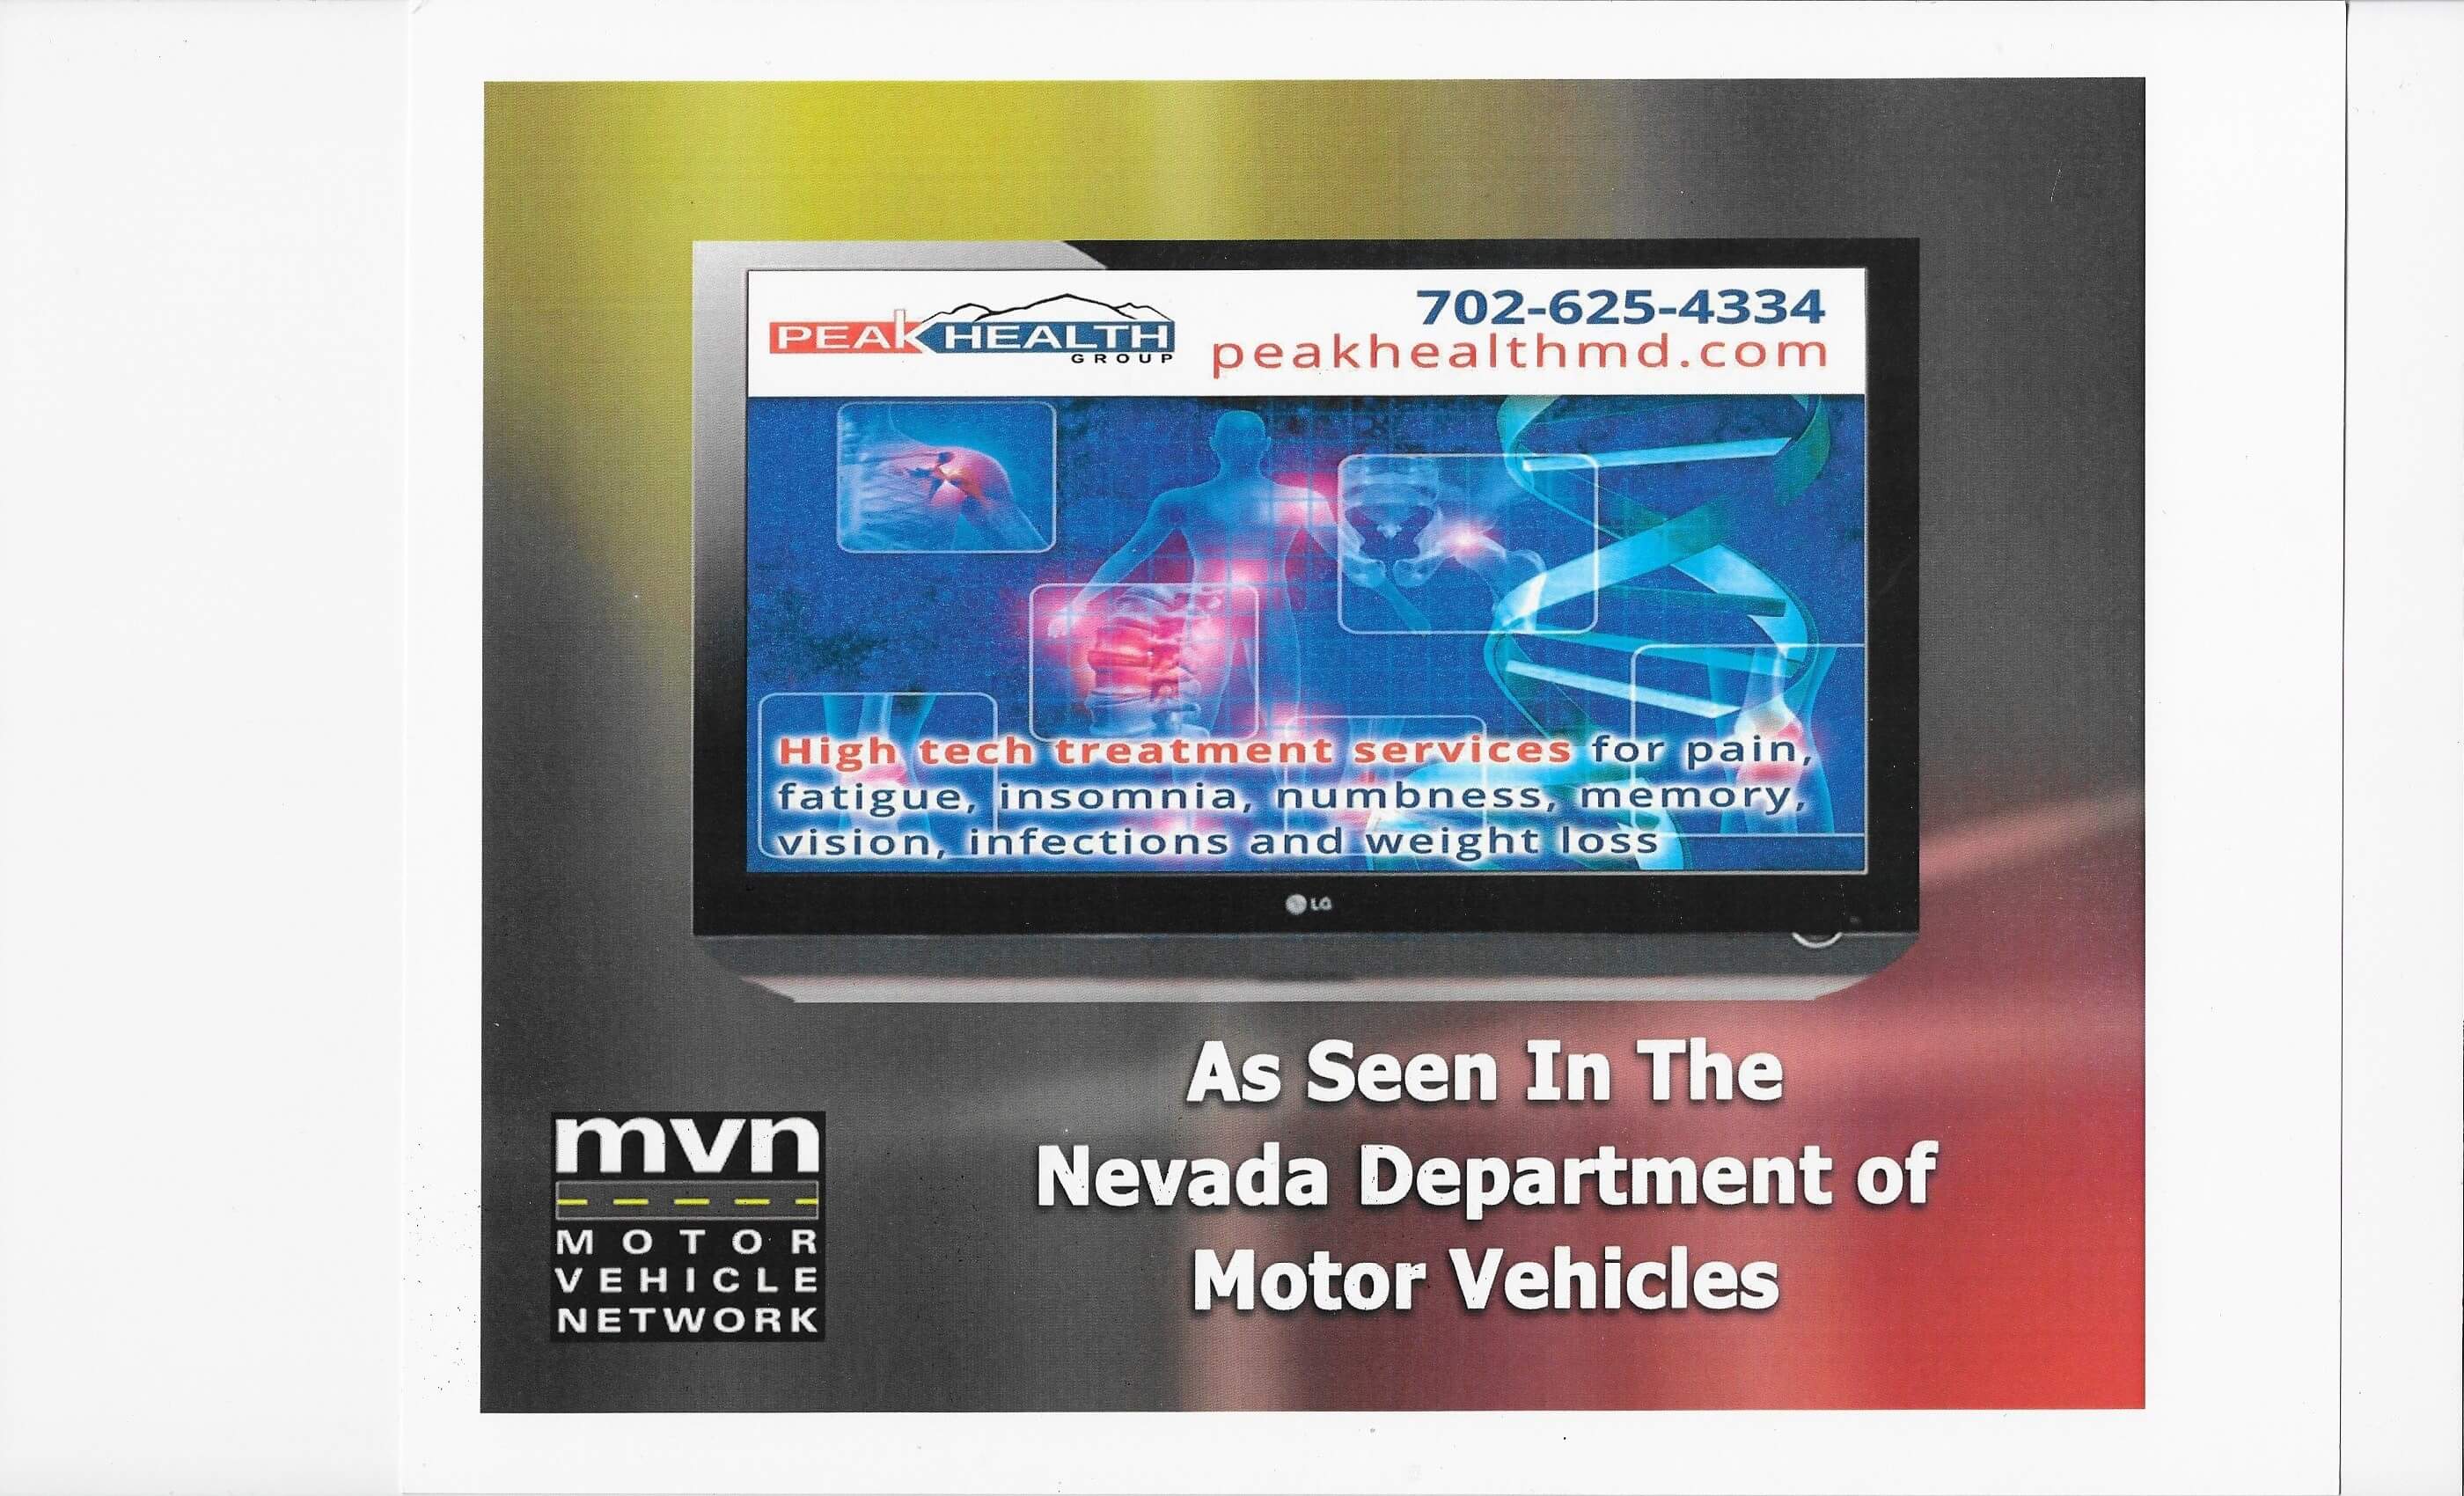 PEAK HEALTH
GROUP
702-625-4334
peakhealthmd.com
High tech treatment services for pain,
fatigue, insomnia, numbness, memory,
vision, infections and weight loss
LG
As Seen In The
Nevada Department of
Motor Vehicles
mvn
MOTOR
VEHICLE
NETWORK